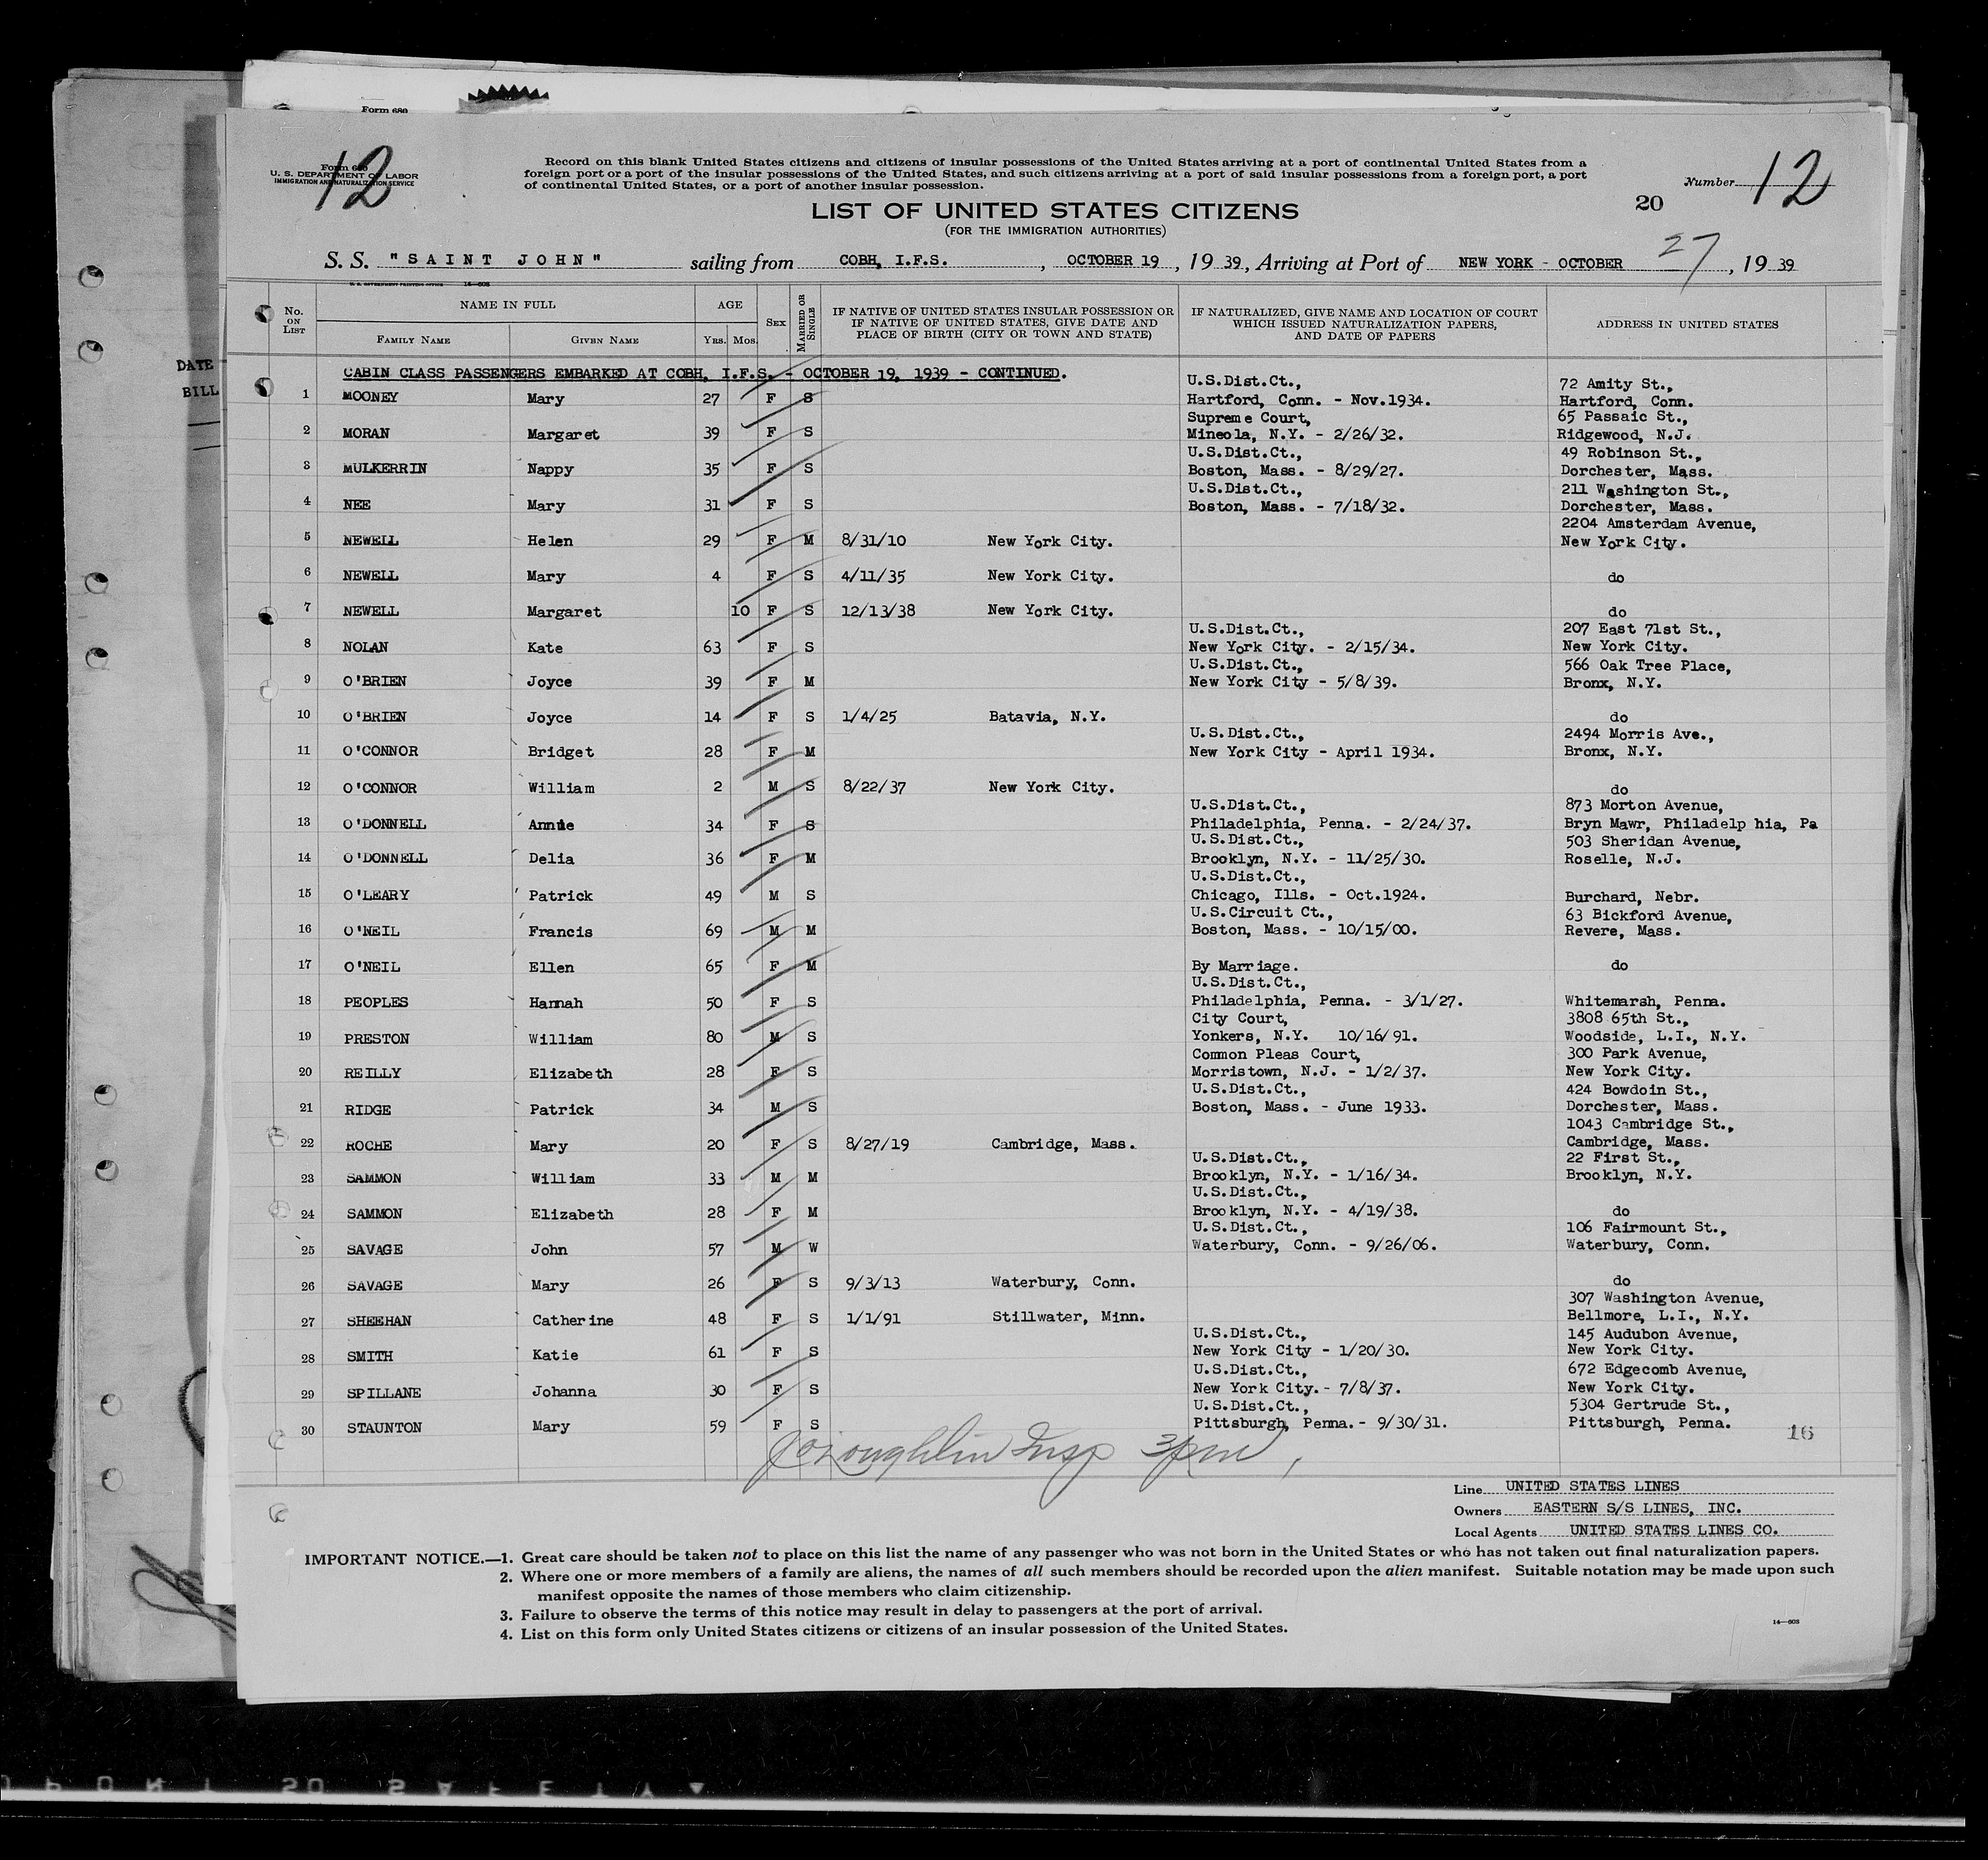 Form 680
DATE
BILL
12
Form 680
U. S. DEPARTMENT OF LABOR
IMMIGRATION AND NATURALIZATION SERVICE
Record on this blank United States citizens and citizens of insular possessions of the United States arriving at a port of continental United States from a
foreign port or a port of the insular possessions of the United States, and such citizens arriving at a port of said insular possessions from a foreign port, a port
of continental United States, or a port of another insular possession.
20
Number 12
LIST OF UNITED STATES CITIZENS
(FOR THE IMMIGRATION AUTHORITIES)
S. S. "SAINT JOHN" sailing from COBH, I.F.S., OCTOBER 19, 19 39, Arriving at Port of NEW YORK - OCTOBER 27, 19 39
U. S. GOVERNMENT PRINTING OFFICE 14—608
No. ON LIST
NAME IN FULL
FAMILY NAME GIVEN NAME
AGE
YRS. MOS.
SEX
MARRIED OR SINGLE
IF NATIVE OF UNITED STATES INSULAR POSSESSION OR
IF NATIVE OF UNITED STATES, GIVE DATE AND
PLACE OF BIRTH (CITY OR TOWN AND STATE)
IF NATURALIZED, GIVE NAME AND LOCATION OF COURT
WHICH ISSUED NATURALIZATION PAPERS,
AND DATE OF PAPERS
ADDRESS IN UNITED STATES
CABIN CLASS PASSENGERS EMBARKED AT COBH, I.F.S. - OCTOBER 19, 1939 - CONTINUED.
U.S.Dist.Ct., 72 Amity St.,
1 MOONEY Mary 27 F S Hartford, Conn. - Nov.1934. Hartford, Conn.
Supreme Court, 65 Passaic St.,
2 MORAN Margaret 39 F S Mineola, N.Y. - 2/26/32. Ridgewood, N.J.
U.S.Dist.Ct., 49 Robinson St.,
3 MULKERRIN Nappy 35 F S Boston, Mass. - 8/29/27. Dorchester, Mass.
U.S.Dist.Ct., 211 Washington St.,
4 NEE Mary 31 F S Boston, Mass. - 7/18/32. Dorchester, Mass.
2204 Amsterdam Avenue,
5 NEWELL Helen 29 F M 8/31/10 New York City. New York City.
6 NEWELL Mary 4 F S 4/11/35 New York City. do
7 NEWELL Margaret 10 F S 12/13/38 New York City. do
U.S.Dist.Ct., 207 East 71st St.,
8 NOLAN Kate 63 F S New York City. - 2/15/34. New York City.
U.S.Dist.Ct., 566 Oak Tree Place,
9 O'BRIEN Joyce 39 F M New York City - 5/8/39. Bronx, N.Y.
10 O'BRIEN Joyce 14 F S 1/4/25 Batavia, N.Y. do
U.S.Dist.Ct., 2494 Morris Ave.,
11 O'CONNOR Bridget 28 F M New York City - April 1934. Bronx, N.Y.
12 O'CONNOR William 2 M S 8/22/37 New York City. do
U.S.Dist.Ct., 873 Morton Avenue,
13 O'DONNELL Annie 34 F S Philadelphia, Penna. - 2/24/37. Bryn Mawr, Philadelp hia, Pa
U.S.Dist.Ct., 503 Sheridan Avenue,
14 O'DONNELL Delia 36 F M Brooklyn, N.Y. - 11/25/30. Roselle, N.J.
U.S.Dist.Ct.,
15 O'LEARY Patrick 49 M S Chicago, Ills. - Oct.1924. Burchard, Nebr.
U.S.Circuit Ct., 63 Bickford Avenue,
16 O'NEIL Francis 69 M M Boston, Mass. - 10/15/00. Revere, Mass.
17 O'NEIL Ellen 65 F M By Marriage. do
U.S.Dist.Ct.,
18 PEOPLES Hannah 50 F S Philadelphia, Penna. - 3/1/27. Whitemarsh, Penna.
City Court, 3808 65th St.,
19 PRESTON William 80 M S Yonkers, N.Y. 10/16/91. Woodside, L.I., N.Y.
Common Pleas Court, 300 Park Avenue,
20 REILLY Elizabeth 28 F S Morristown, N.J. - 1/2/37. New York City.
U.S.Dist.Ct., 424 Bowdoin St.,
21 RIDGE Patrick 34 M S Boston, Mass. - June 1933. Dorchester, Mass.
1043 Cambridge St.,
22 ROCHE Mary 20 F S 8/27/19 Cambridge, Mass. Cambridge, Mass.
U.S.Dist.Ct., 22 First St.,
23 SAMMON William 33 M M Brooklyn, N.Y. - 1/16/34. Brooklyn, N.Y.
U.S.Dist.Ct.,
24 SAMMON Elizabeth 28 F M Brooklyn, N.Y. - 4/19/38. do
U.S.Dist.Ct., 106 Fairmount St.,
25 SAVAGE John 57 M W Waterbury, Conn. - 9/26/06. Waterbury, Conn.
26 SAVAGE Mary 26 F S 9/3/13 Waterbury, Conn. do
307 Washington Avenue,
27 SHEEHAN Catherine 48 F S 1/1/91 Stillwater, Minn. Bellmore, L.I., N.Y.
U.S.Dist.Ct., 145 Audubon Avenue,
28 SMITH Katie 61 F S New York City - 1/20/30. New York City.
U.S.Dist.Ct., 672 Edgecomb Avenue,
29 SPILLANE Johanna 30 F S New York City.- 7/8/37. New York City.
U.S.Dist.Ct., 5304 Gertrude St.,
30 STAUNTON Mary 59 F S Pittsburgh, Penna.- 9/30/31. Pittsburgh, Penna.
16
Insp
Line UNITED STATES LINES
Owners EASTERN S/S LINES, INC.
Local Agents UNITED STATES LINES CO.
IMPORTANT NOTICE.—1. Great care should be taken not to place on this list the name of any passenger who was not born in the United States or who has not taken out final naturalization papers.
2. Where one or more members of a family are aliens, the names of all such members should be recorded upon the alien manifest. Suitable notation may be made upon such
manifest opposite the names of those members who claim citizenship.
3. Failure to observe the terms of this notice may result in delay to passengers at the port of arrival.
4. List on this form only United States citizens or citizens of an insular possession of the United States.
14—608